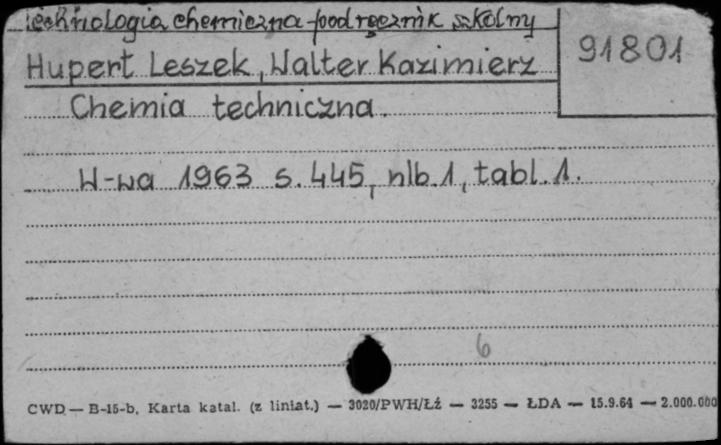 Technologia chemiczna-podręcznik szkolny
91801
Hupert Leszek, Walter Kazimierz
Chemia techniczna.
W-wa 1963 s. 445, nlb. 1, tabl. 1.
6
CWD — B-15-b, Karta katal. (z liniat.) — 3020/PWH/Łź — 3255 — ŁDA — 15.9.64 — 2.000.000